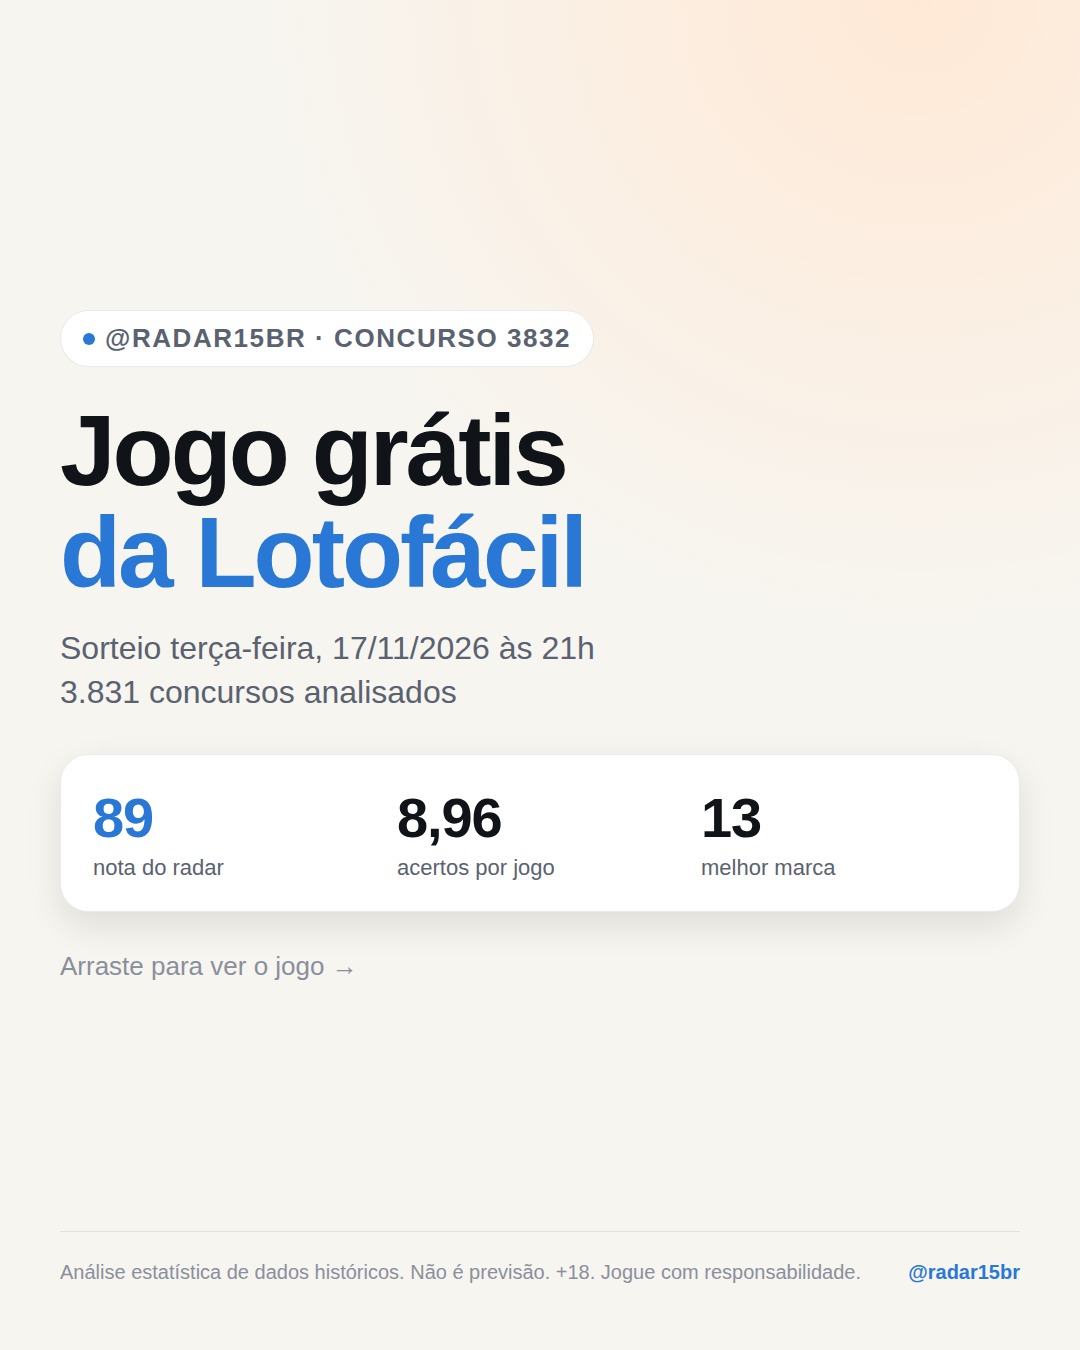 @RADAR15BR · CONCURSO 3832
Jogo grátis
da Lotofácil
Sorteio terça-feira, 17/11/2026 às 21h
3.831 concursos analisados
89
nota do radar
8,96
acertos por jogo
13
melhor marca
Arraste para ver o jogo →
Análise estatística de dados históricos. Não é previsão. +18. Jogue com responsabilidade.
@radar15br